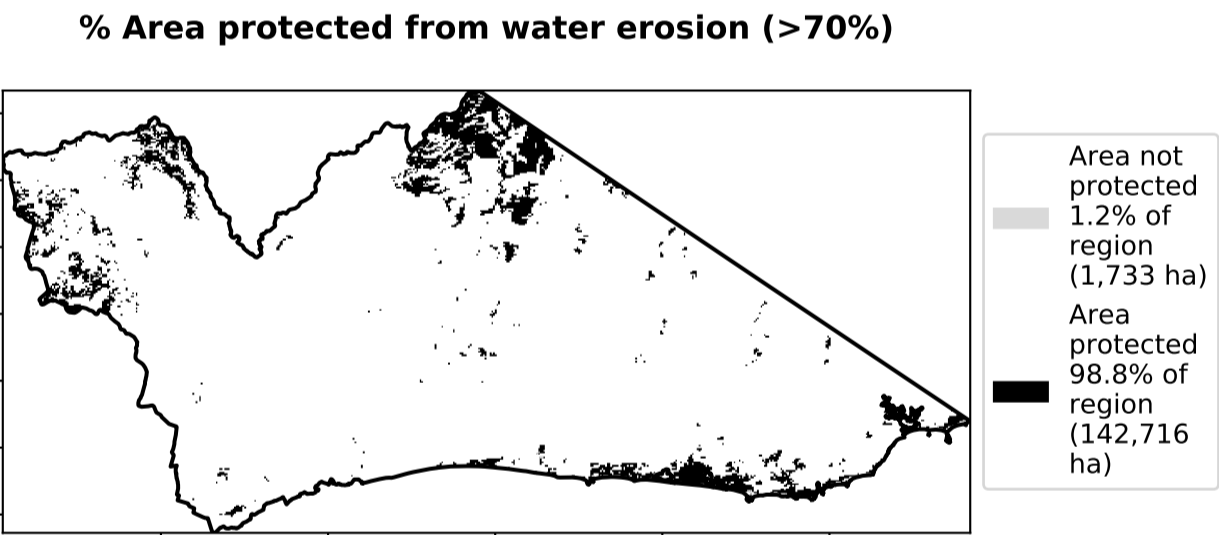 % Area protected from water erosion (>70%)
Area not
protected
1.2% of
region
(1,733 ha)
Area
protected
98.8% of
region
(142,716
ha)